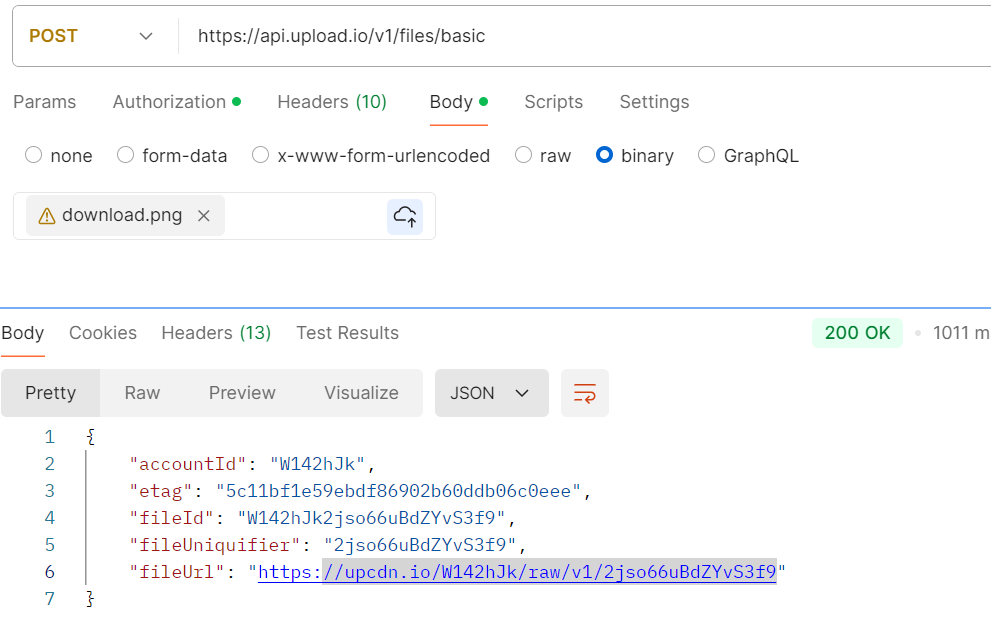 POST https://api.upload.io/v1/files/basic
Params Authorization Headers (10) Body Scripts Settings
none form-data x-www-form-urlencoded raw binary GraphQL
download.png
Body Cookies Headers (13) Test Results 200 OK 1011 m
Pretty Raw Preview Visualize JSON
1 {
2 "accountId": "W142hJk",
3 "etag": "5c11bf1e59ebdf86902b60ddb06c0eee",
4 "fileId": "W142hJk2jso66uBdZYvS3f9",
5 "fileUniquifier": "2jso66uBdZYvS3f9",
6 "fileUrl": "https://upcdn.io/W142hJk/raw/v1/2jso66uBdZYvS3f9"
7 }